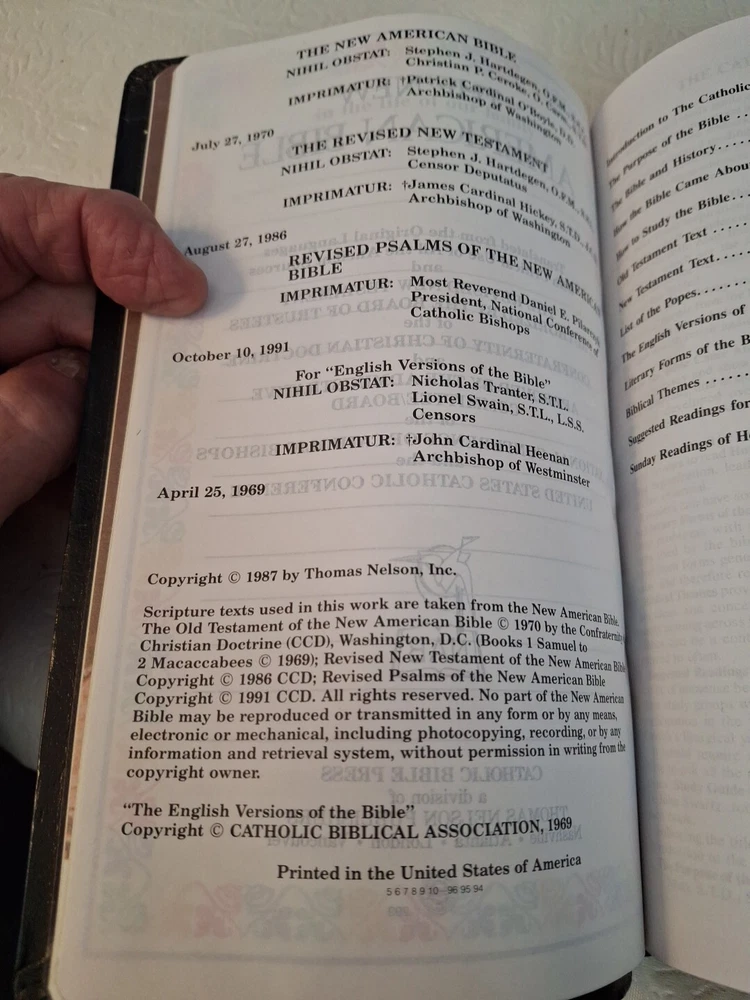 THE NEW AMERICAN BIBLE
NIHIL OBSTAT: Stephen J. Hartdegen, O.F.M.,
Christian P. Ceroke, O. Carm.
IMPRIMATUR: †Patrick Cardinal O'Boyle, D.D.
Archbishop of Washington
July 27, 1970
THE REVISED NEW TESTAMENT
NIHIL OBSTAT: Stephen J. Hartdegen, O.F.M.,
Censor Deputatus
IMPRIMATUR: †James Cardinal Hickey, S.T.D.,
Archbishop of Washington
August 27, 1986
REVISED PSALMS OF THE NEW AMERICAN
BIBLE
IMPRIMATUR: Most Reverend Daniel E.
President, National Conference of
Catholic Bishops
October 10, 1991
For "English Versions of the Bible"
NIHIL OBSTAT: Nicholas Tranter, S.T.L.
Lionel Swain, S.T.L., L.S.S.
Censors
IMPRIMATUR: †John Cardinal Heenan
Archbishop of Westminster
April 25, 1969
Copyright © 1987 by Thomas Nelson, Inc.
Scripture texts used in this work are taken from the New American Bible.
The Old Testament of the New American Bible © 1970 by the Confraternity
Christian Doctrine (CCD), Washington, D.C. (Books 1 Samuel to
2 Macaccabees © 1969); Revised New Testament of the New American Bible
Copyright © 1986 CCD; Revised Psalms of the New American Bible
Copyright © 1991 CCD. All rights reserved. No part of the New American
Bible may be reproduced or transmitted in any form or by any means,
electronic or mechanical, including photocopying, recording, or by any
information and retrieval system, without permission in writing from the
copyright owner.
"The English Versions of the Bible"
Copyright © CATHOLIC BIBLICAL ASSOCIATION, 1969
Printed in the United States of America
5 6 7 8 9 10 96 95 94
Introduction to The Catholic
The Purpose of the Bible ..
The Bible and History....
How the Bible Came Abou
How to Study the Bible...
Old Testament Text ....
New Testament Text....
List of the Popes.....
The English Versions of
Literary Forms of the B
Biblical Themes .....
Suggested Readings for
Sunday Readings of H